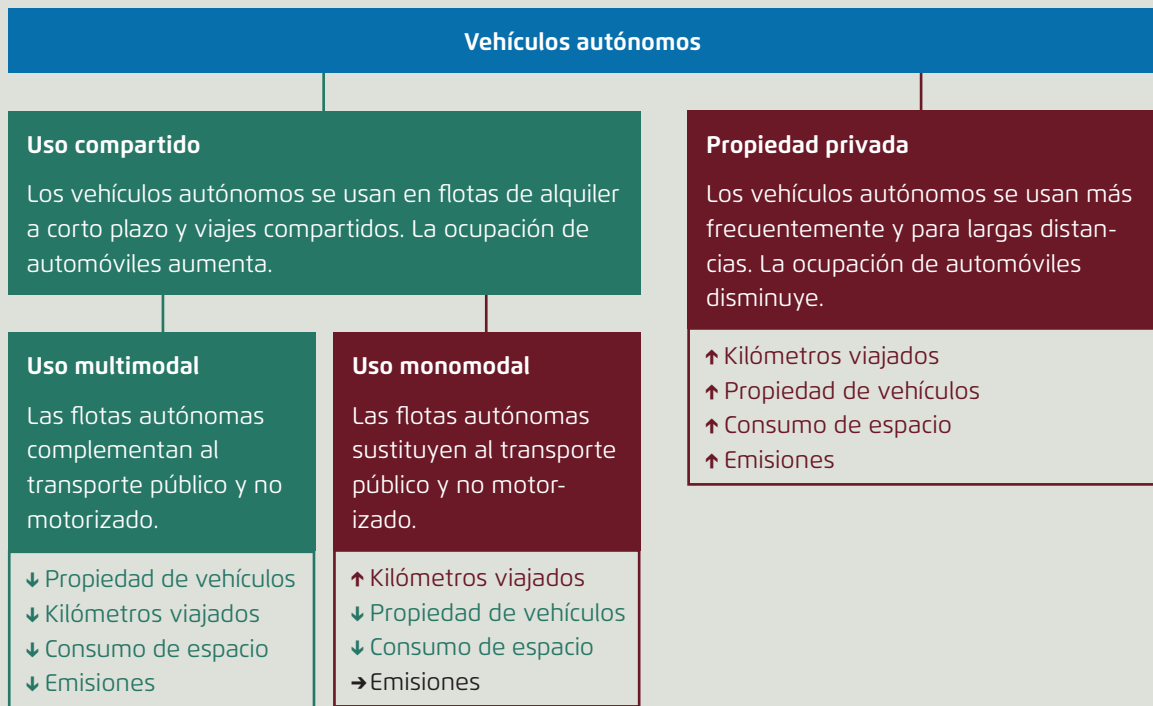 Vehículos autónomos
Uso compartido
Los vehículos autónomos se usan en flotas de alquiler
a corto plazo y viajes compartidos. La ocupación de
automóviles aumenta.
Propiedad privada
Los vehículos autónomos se usan más
frecuentemente y para largas distan-
cias. La ocupación de automóviles
disminuye.
↑ Kilómetros viajados
↑ Propiedad de vehículos
↑ Consumo de espacio
↑ Emisiones
Uso multimodal
Las flotas autónomas
complementan al
transporte público y no
motorizado.
↓ Propiedad de vehículos
↓ Kilómetros viajados
↓ Consumo de espacio
↓ Emisiones
Uso monomodal
Las flotas autónomas
sustituyen al transporte
público y no motor-
izado.
↑ Kilómetros viajados
↓ Propiedad de vehículos
↓ Consumo de espacio
→ Emisiones